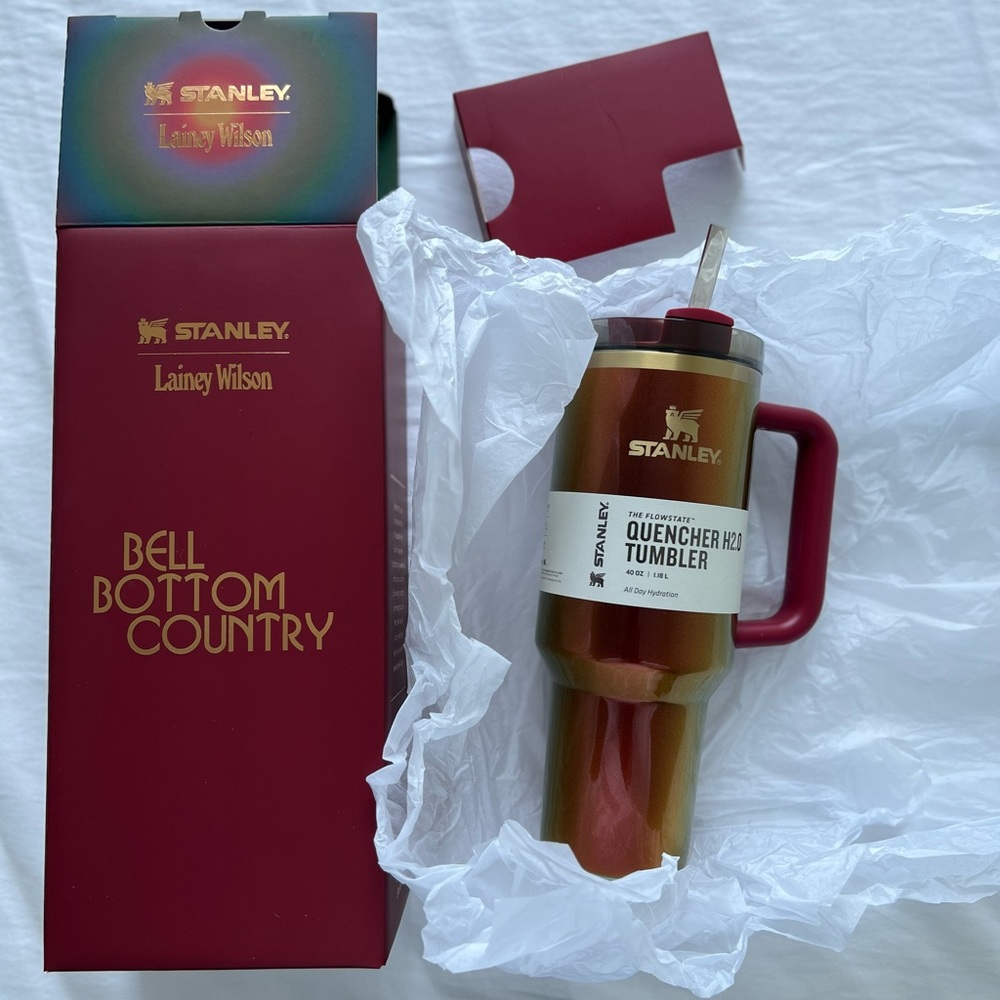 STANLEY.
Lainey Wilson
STANLEY.
Lainey Wilson
BELL
BOTTOM
COUNTRY
STANLEY.
STANLEY.
THE FLOWSTATE™
QUENCHER H2.0
TUMBLER
40 OZ | 1.18 L
All Day Hydration